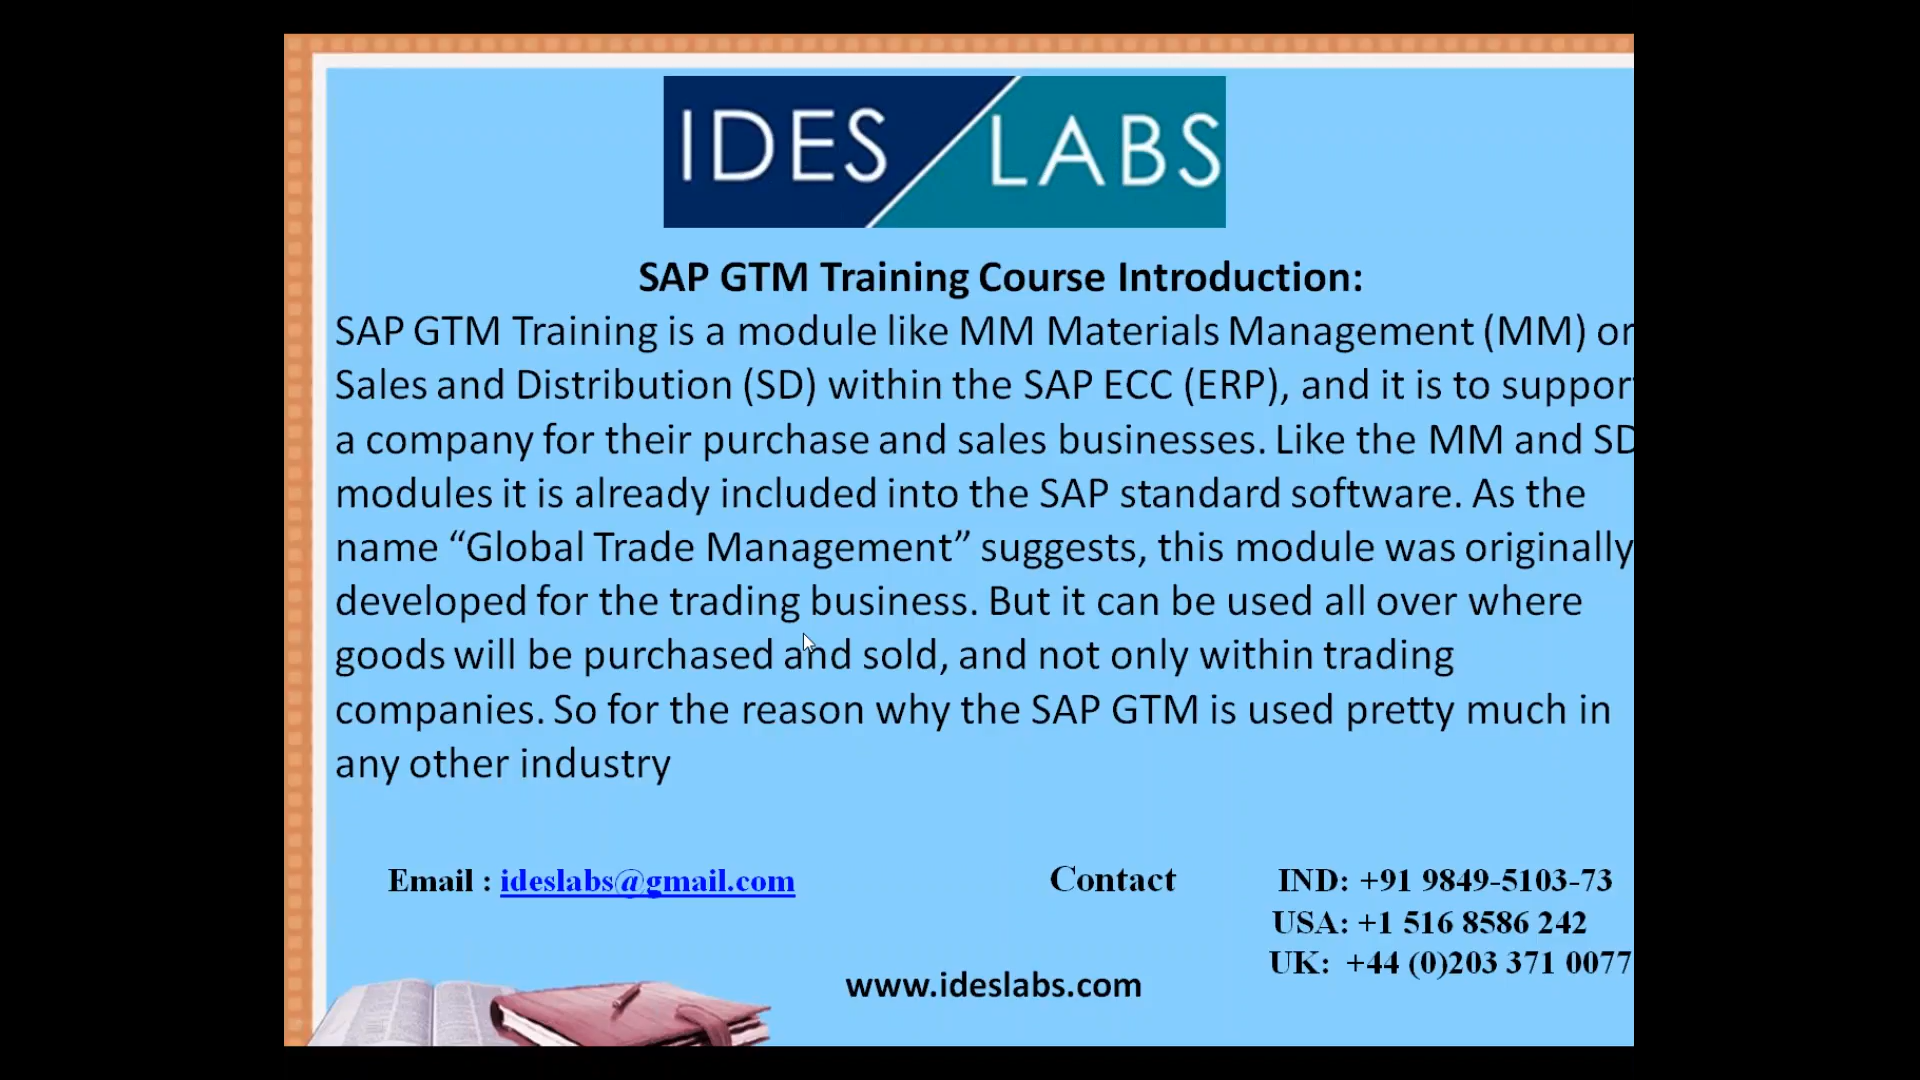 IDES LABS
SAP GTM Training Course Introduction:
SAP GTM Training is a module like MM Materials Management (MM) or
Sales and Distribution (SD) within the SAP ECC (ERP), and it is to suppor
a company for their purchase and sales businesses. Like the MM and SD
modules it is already included into the SAP standard software. As the
name “Global Trade Management” suggests, this module was originally
developed for the trading business. But it can be used all over where
goods will be purchased and sold, and not only within trading
companies. So for the reason why the SAP GTM is used pretty much in
any other industry
Email : ideslabs@gmail.com Contact IND: +91 9849-5103-73
USA: +1 516 8586 242
UK: +44 (0)203 371 0077
www.ideslabs.com